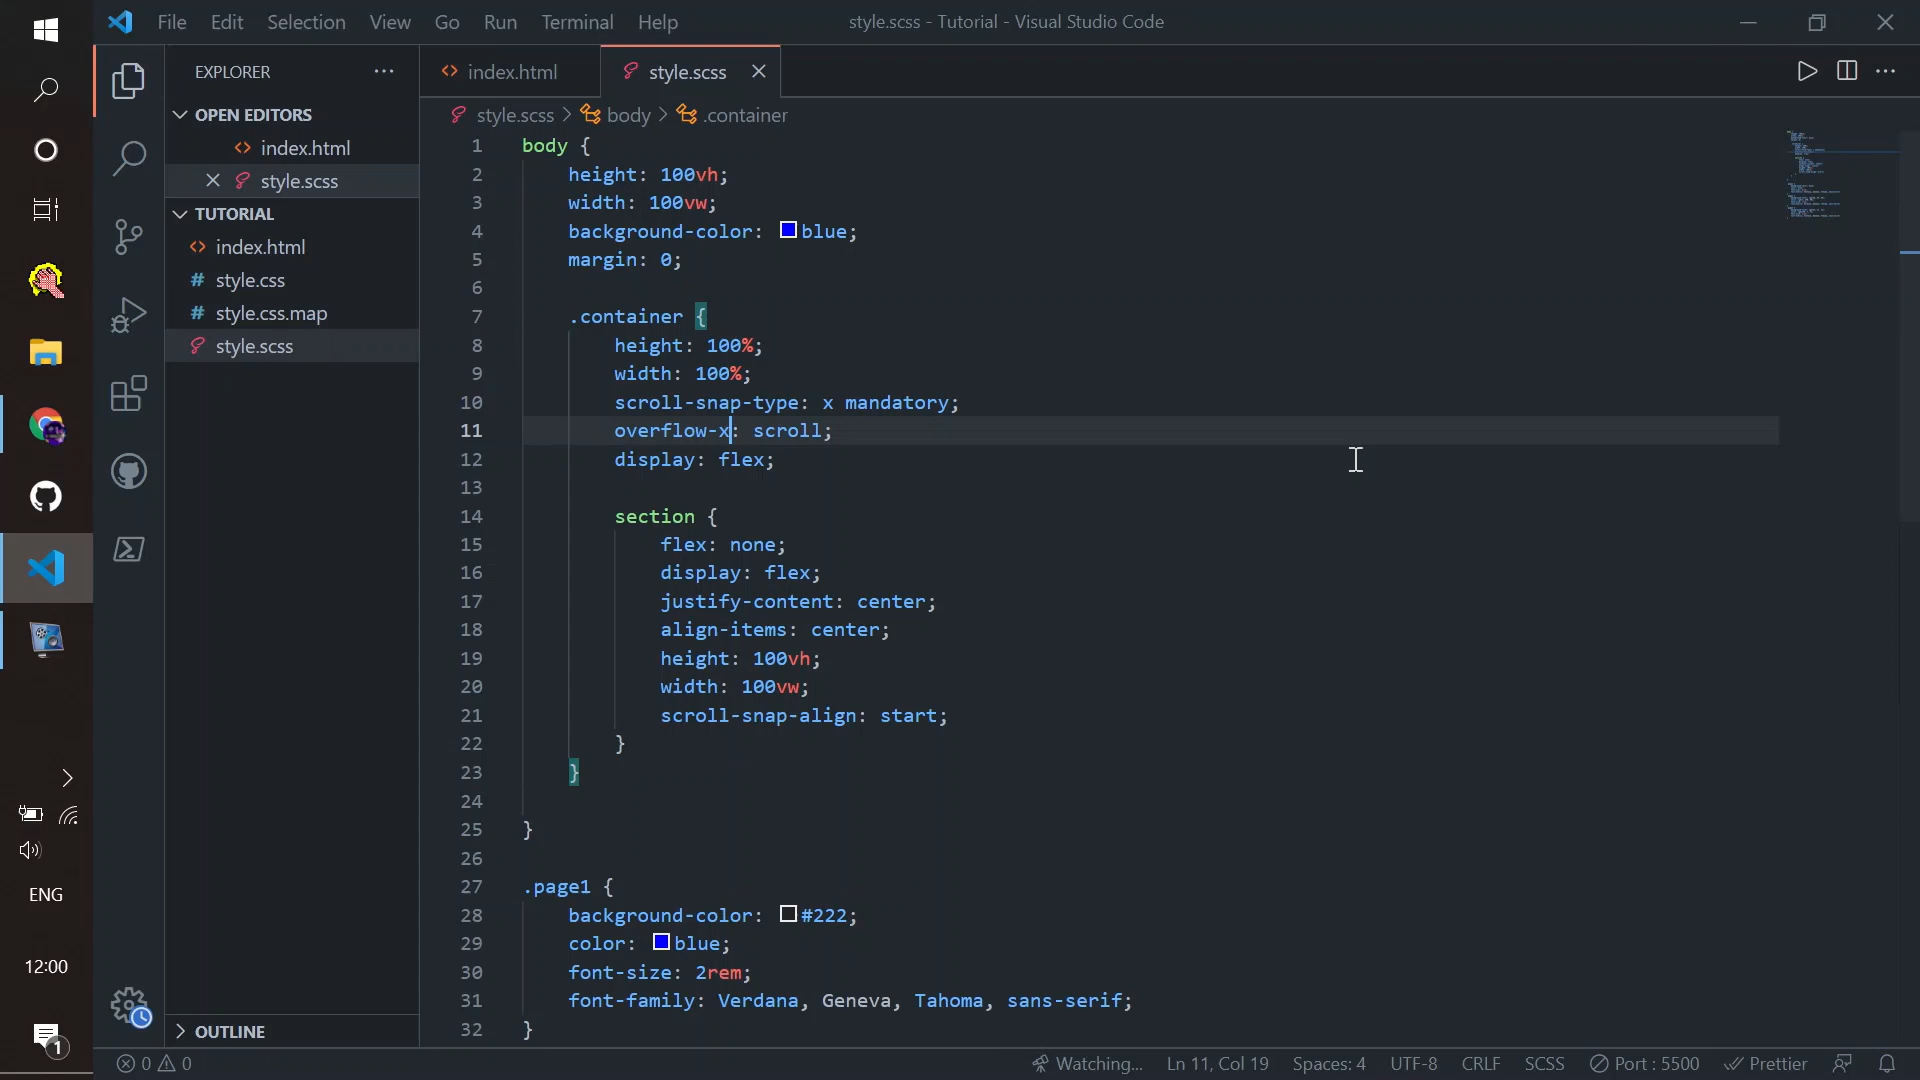 File Edit Selection View Go Run Terminal Help
style.scss - Tutorial - Visual Studio Code
EXPLORER
index.html
style.scss
OPEN EDITORS
index.html
style.scss
TUTORIAL
index.html
style.css
style.css.map
style.scss
OUTLINE
style.scss > body > .container
1 body {
2 height: 100vh;
3 width: 100vw;
4 background-color: blue;
5 margin: 0;
6
7 .container {
8 height: 100%;
9 width: 100%;
10 scroll-snap-type: x mandatory;
11 overflow-x: scroll;
12 display: flex;
13
14 section {
15 flex: none;
16 display: flex;
17 justify-content: center;
18 align-items: center;
19 height: 100vh;
20 width: 100vw;
21 scroll-snap-align: start;
22 }
23 }
24
25 }
26
27 .page1 {
28 background-color: #222;
29 color: blue;
30 font-size: 2rem;
31 font-family: Verdana, Geneva, Tahoma, sans-serif;
32 }
ENG
12:00
1
0 0
Watching... Ln 11, Col 19 Spaces: 4 UTF-8 CRLF SCSS Port : 5500 Prettier